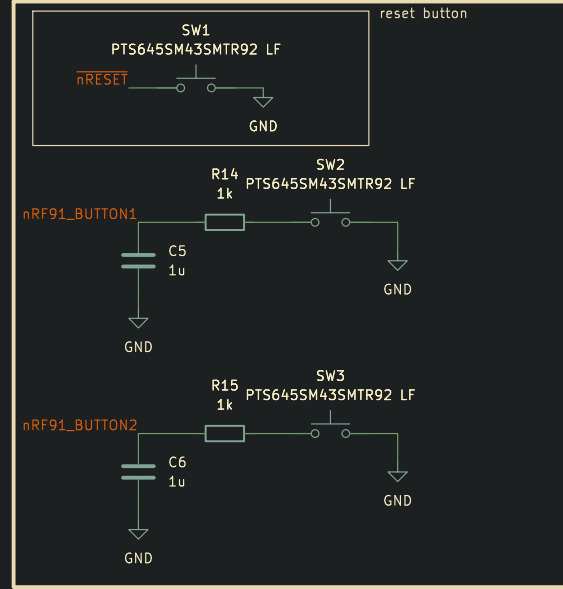 reset button
SW1
PTS645SM43SMTR92 LF
nRESET
GND
SW2
R14
PTS645SM43SMTR92 LF
1k
nRF91_BUTTON1
C5
1u
GND
GND
SW3
R15
PTS645SM43SMTR92 LF
1k
nRF91_BUTTON2
C6
1u
GND
GND